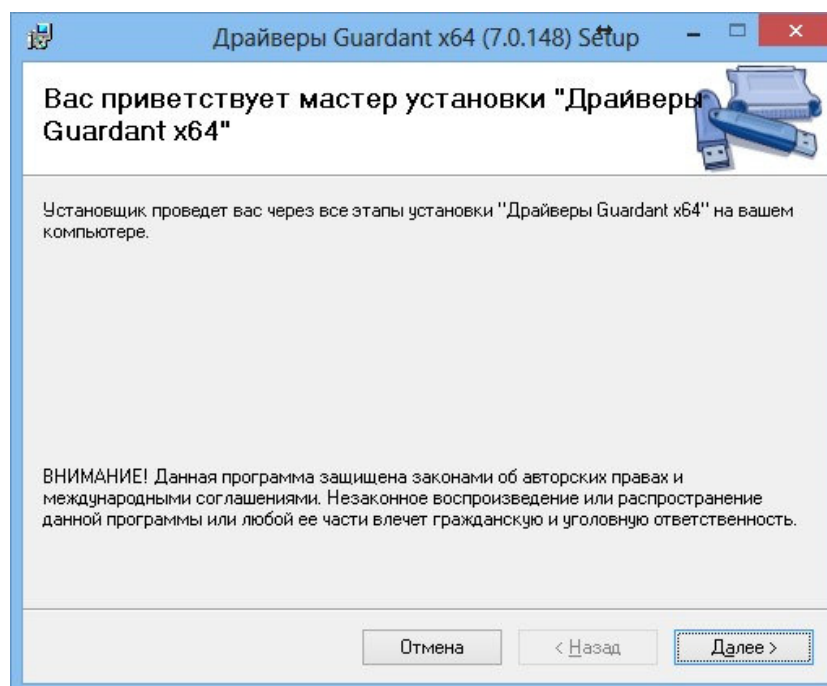 Драйверы Guardant x64 (7.0.148) Setup
Вас приветствует мастер установки "Драйверы
Guardant x64"
Установщик проведет вас через все этапы установки "Драйверы Guardant x64" на вашем
компьютере.
ВНИМАНИЕ! Данная программа защищена законами об авторских правах и
международными соглашениями. Незаконное воспроизведение или распространение
данной программы или любой ее части влечет гражданскую и уголовную ответственность.
Отмена
< Назад
Далее >